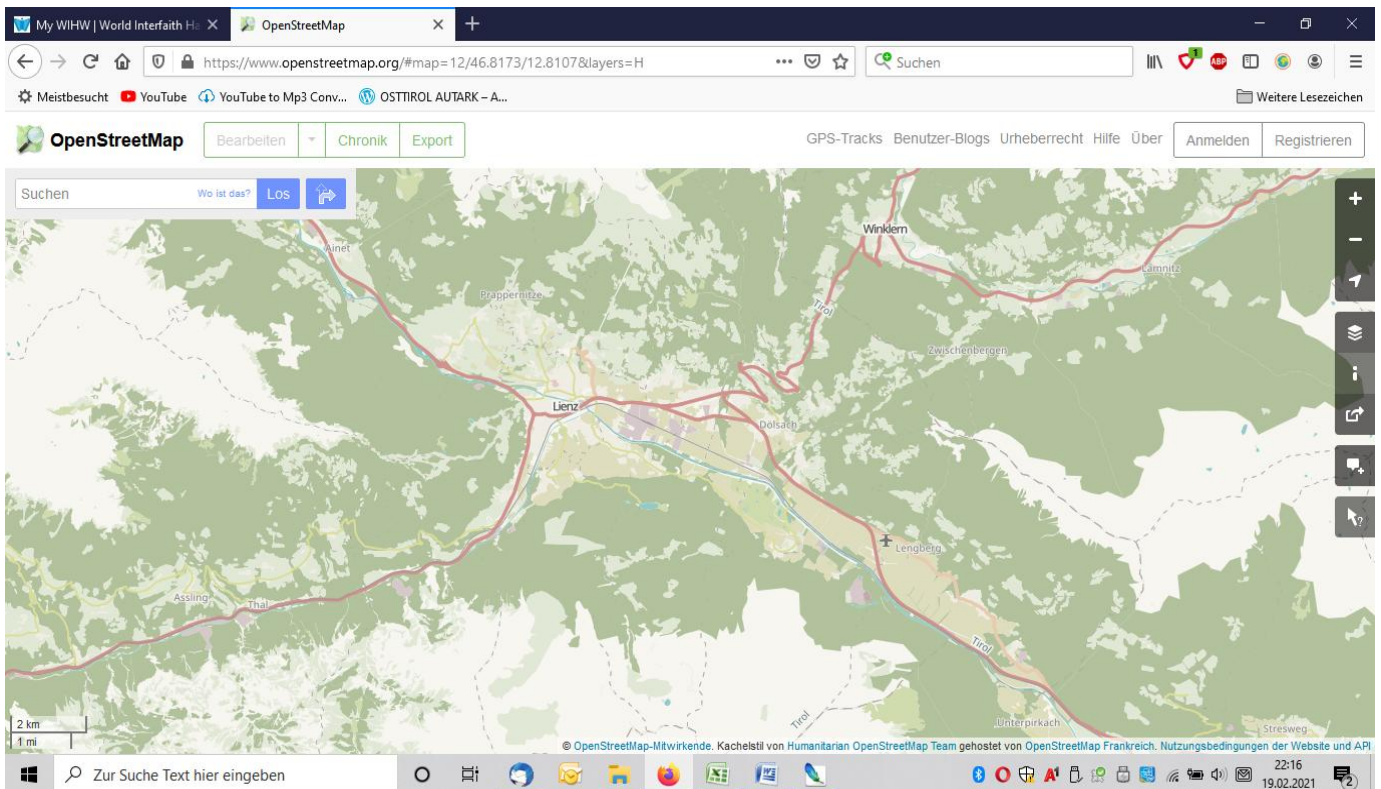 My WIHW | World Interfaith Ha
OpenStreetMap
https://www.openstreetmap.org/#map=12/46.8173/12.8107&layers=H
Suchen
1
ABP
Meistbesucht YouTube YouTube to Mp3 Conv... OSTTIROL AUTARK – A...
Weitere Lesezeichen
OpenStreetMap Bearbeiten Chronik Export
GPS-Tracks Benutzer-Blogs Urheberrecht Hilfe Über Anmelden Registrieren
Suchen Wo ist das? Los
Winklern
Ainet
Lamnitz
Prappernitze
Tirol
Zwischenbergen
Lienz
Dölsach
Lengberg
Assling
Thal
Tirol
Tirol
Unterpirkach
Stresweg
2 km
1 mi
© OpenStreetMap-Mitwirkende. Kachelstil von Humanitarian OpenStreetMap Team gehostet von OpenStreetMap Frankreich. Nutzungsbedingungen der Website und API
Zur Suche Text hier eingeben
22:16
19.02.2021
2